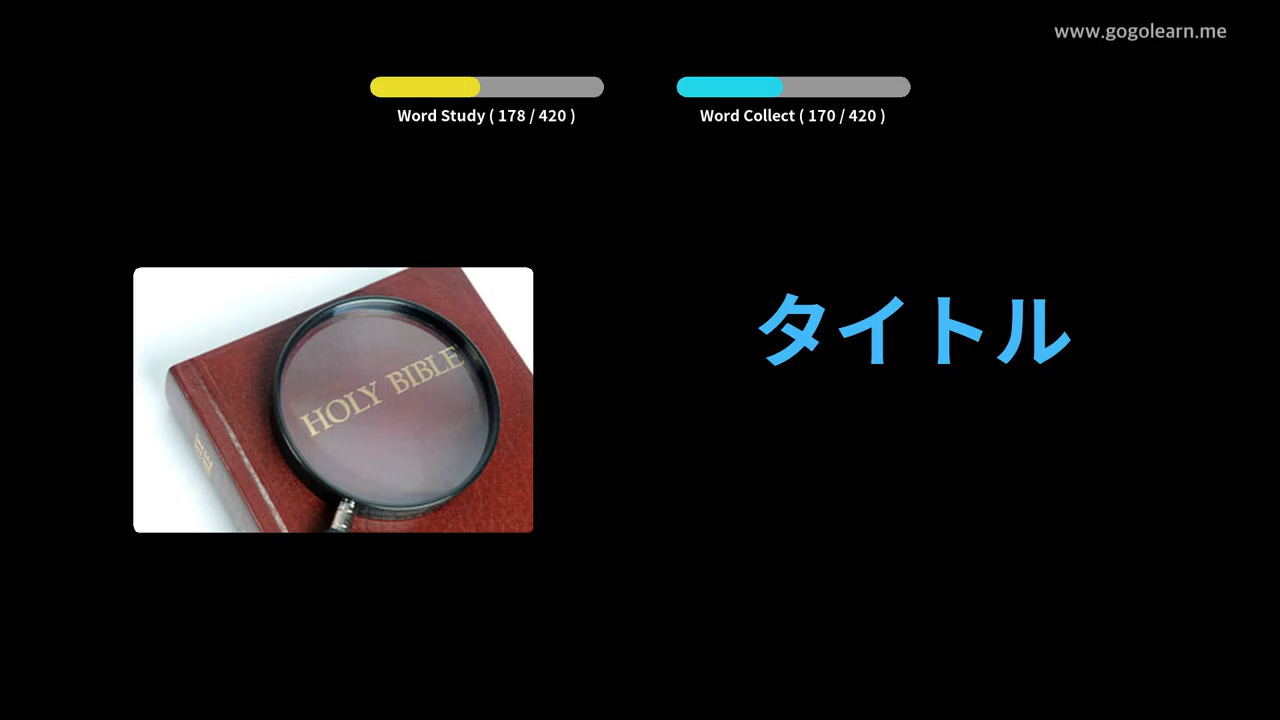 www.gogolearn.me
Word Study ( 178 / 420 )
Word Collect ( 170 / 420 )
HOLY BIBLE
タイトル